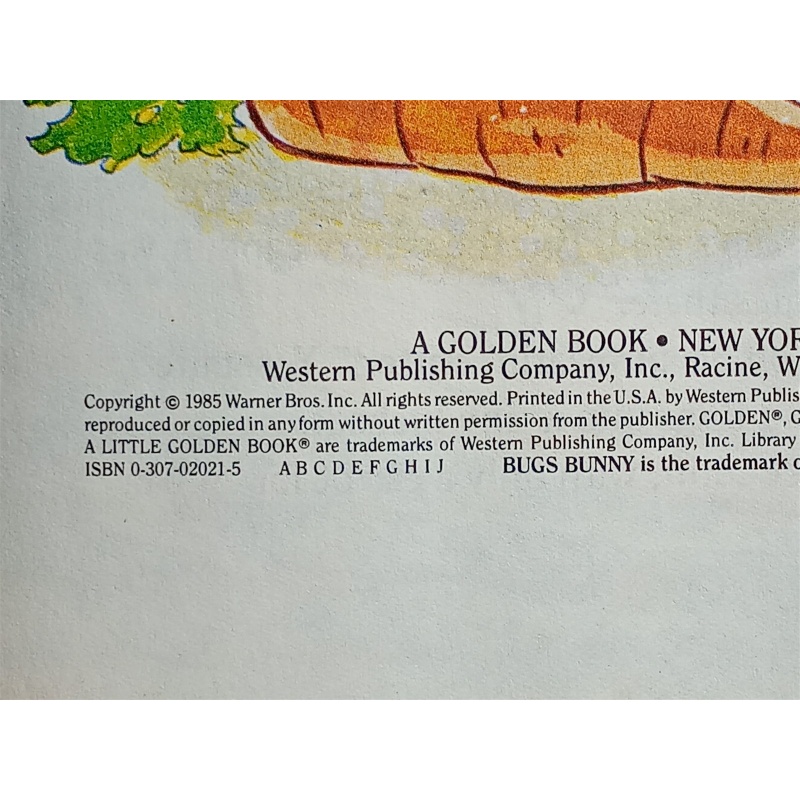 A GOLDEN BOOK • NEW YOR
Western Publishing Company, Inc., Racine, W
Copyright © 1985 Warner Bros. Inc. All rights reserved. Printed in the U.S.A. by Western Publis
reproduced or copied in any form without written permission from the publisher. GOLDEN®, G
A LITTLE GOLDEN BOOK® are trademarks of Western Publishing Company, Inc. Library
ISBN 0-307-02021-5 A B C D E F G H I J BUGS BUNNY is the trademark o